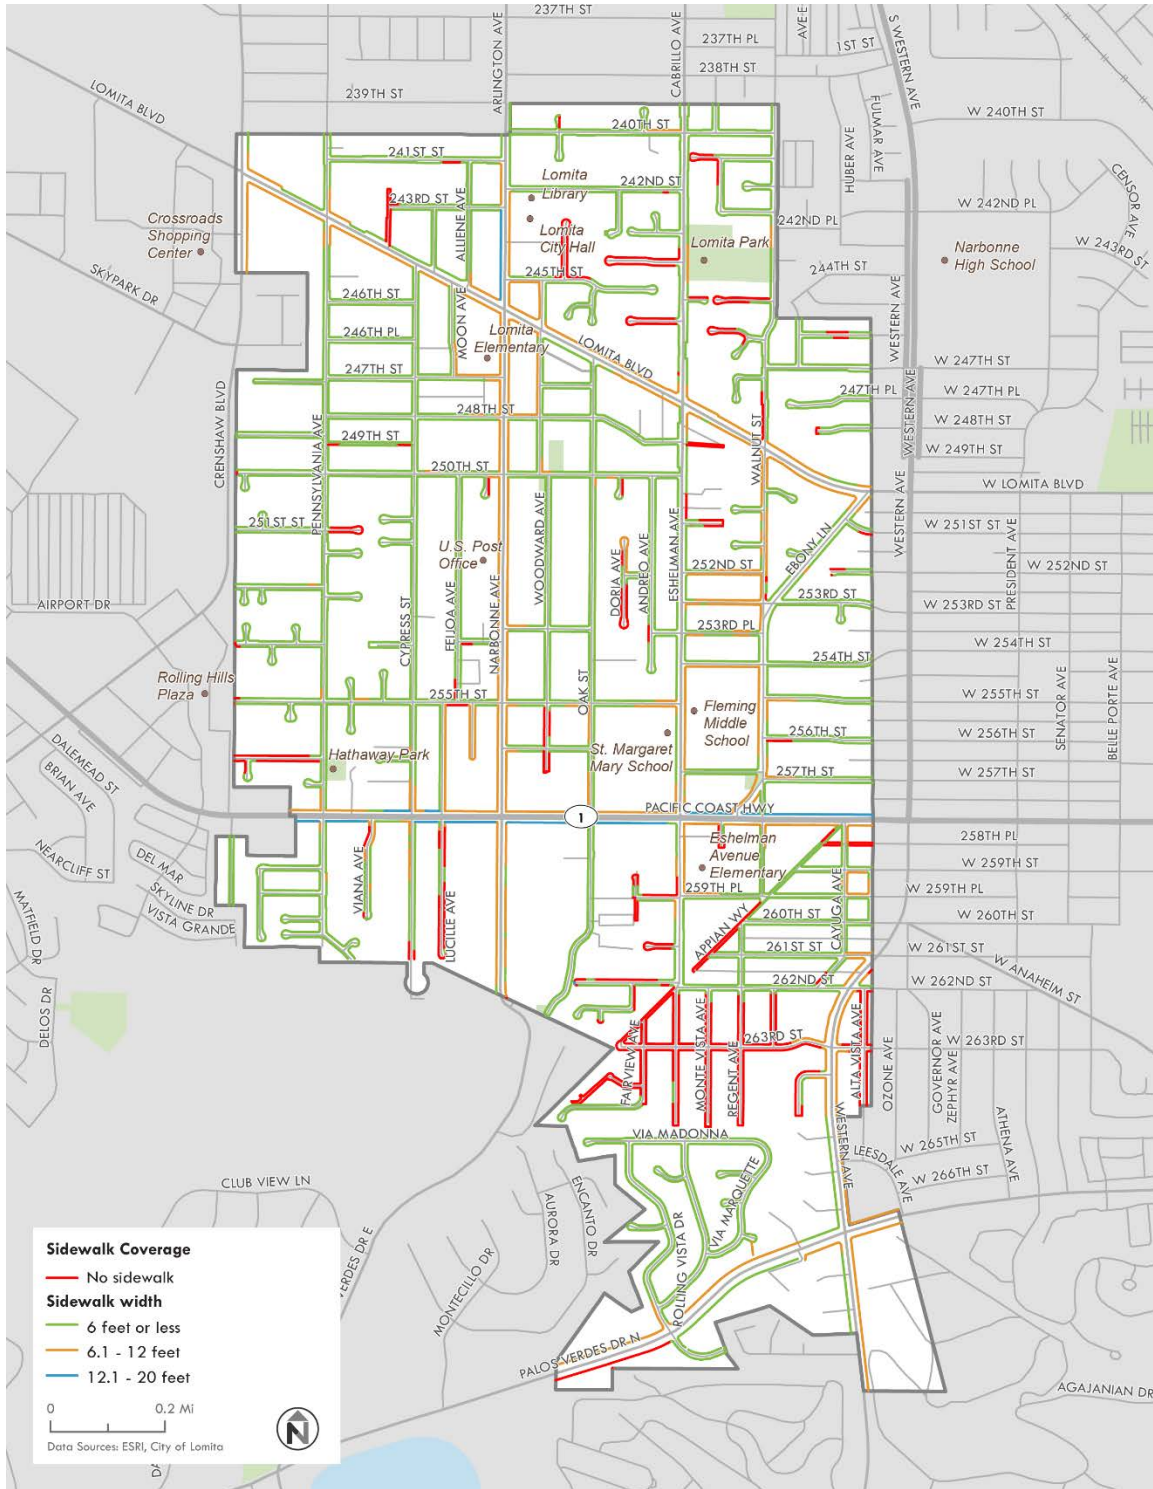 237TH ST
237TH PL
238TH ST
1ST ST
AVE E
S WESTERN AVE
ARLINGTON AVE
CABRILLO AVE
LOMITA BLVD
239TH ST
240TH ST
W 240TH ST
FULMAR AVE
HUBER AVE
CENSOR AVE
241ST ST
Lomita
Library
242ND ST
243RD ST
ALLIENE AVE
242ND PL
W 242ND PL
Crossroads
Shopping
Center
Lomita
City Hall
Lomita Park
Narbonne
High School
W 243RD ST
SKYPARK DR
245TH ST
244TH ST
246TH ST
MOON AVE
WESTERN AVE
246TH PL
Lomita
Elementary
LOMITA BLVD
247TH ST
W 247TH ST
247TH PL
W 247TH PL
CRENSHAW BLVD
248TH ST
W 248TH ST
PENNSYLVANIA AVE
249TH ST
WALNUT ST
WESTERN AVE
W 249TH ST
250TH ST
W LOMITA BLVD
251ST ST
WOODWARD AVE
ESHELMAN AVE
EBONY LN
WESTERN AVE
W 251ST ST
PRESIDENT AVE
U.S. Post
Office
DORIA AVE
ANDREO AVE
252ND ST
W 252ND ST
AIRPORT DR
CYPRESS ST
FEIJOA AVE
NARBONNE AVE
253RD ST
W 253RD ST
253RD PL
W 254TH ST
254TH ST
Rolling Hills
Plaza
255TH ST
OAK ST
W 255TH ST
SENATOR AVE
BELLE PORTE AVE
Fleming
Middle
School
256TH ST
W 256TH ST
DALEMEAD ST
BRIAN AVE
Hathaway Park
St. Margaret
Mary School
257TH ST
W 257TH ST
PACIFIC COAST HWY
1
NEARCLIFF ST
DEL MAR
VIANA AVE
Eshelman
Avenue
Elementary
258TH PL
W 259TH ST
MATFIELD DR
SKYLINE DR
VISTA GRANDE
LUCILLE AVE
259TH PL
W 259TH PL
APPIAN WY
260TH ST
CAYUGA AVE
W 260TH ST
261ST ST
W 261ST ST
W ANAHEIM ST
262ND ST
W 262ND ST
DELOS DR
FAIRVIEW AVE
MONTE VISTA AVE
REGENT AVE
263RD ST
ALTA VISTA AVE
OZONE AVE
GOVERNOR AVE
ZEPHYR AVE
W 263RD ST
ATHENA AVE
VIA MADONNA
WESTERN AVE
LEESDALE AVE
W 265TH ST
W 266TH ST
CLUB VIEW LN
ENCANTO DR
AURORA DR
VIA MARQUETTE
ROLLING VISTA DR
VERDES DR E
MONTECILLO DR
PALOS VERDES DR N
AGAJANIAN DR
Sidewalk Coverage
No sidewalk
Sidewalk width
6 feet or less
6.1 - 12 feet
12.1 - 20 feet
0 0.2 Mi
N
Data Sources: ESRI, City of Lomita